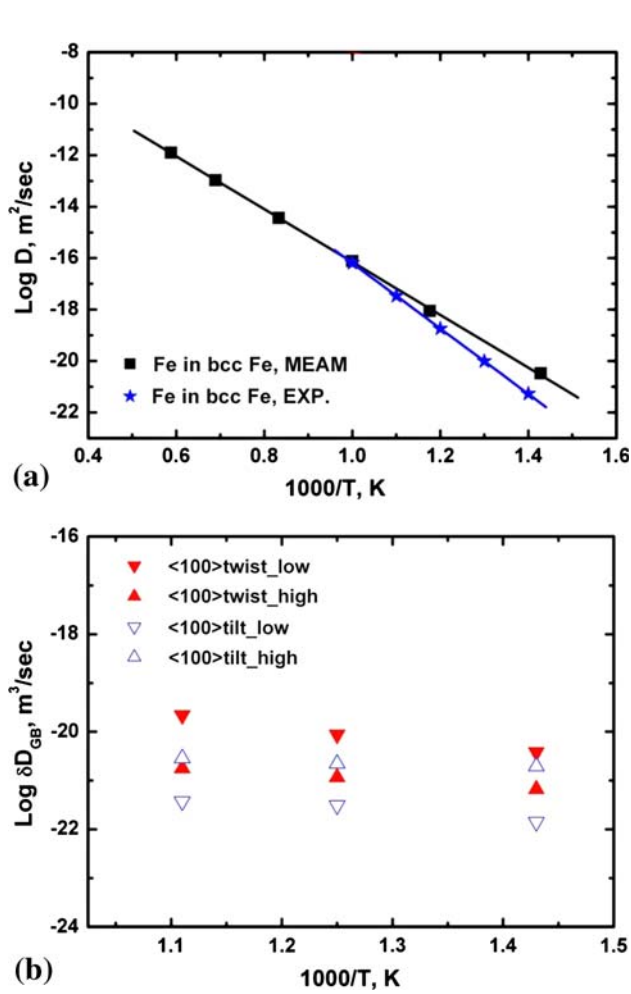 -8
-10
-12
-14
-16
-18
-20
-22
Log D, m²/sec
Fe in bcc Fe, MEAM
Fe in bcc Fe, EXP.
0.4 0.6 0.8 1.0 1.2 1.4 1.6
(a)
1000/T, K
-16
-18
-20
-22
-24
Log δD_GB, m³/sec
<100>twist_low
<100>twist_high
<100>tilt_low
<100>tilt_high
1.1 1.2 1.3 1.4 1.5
(b)
1000/T, K